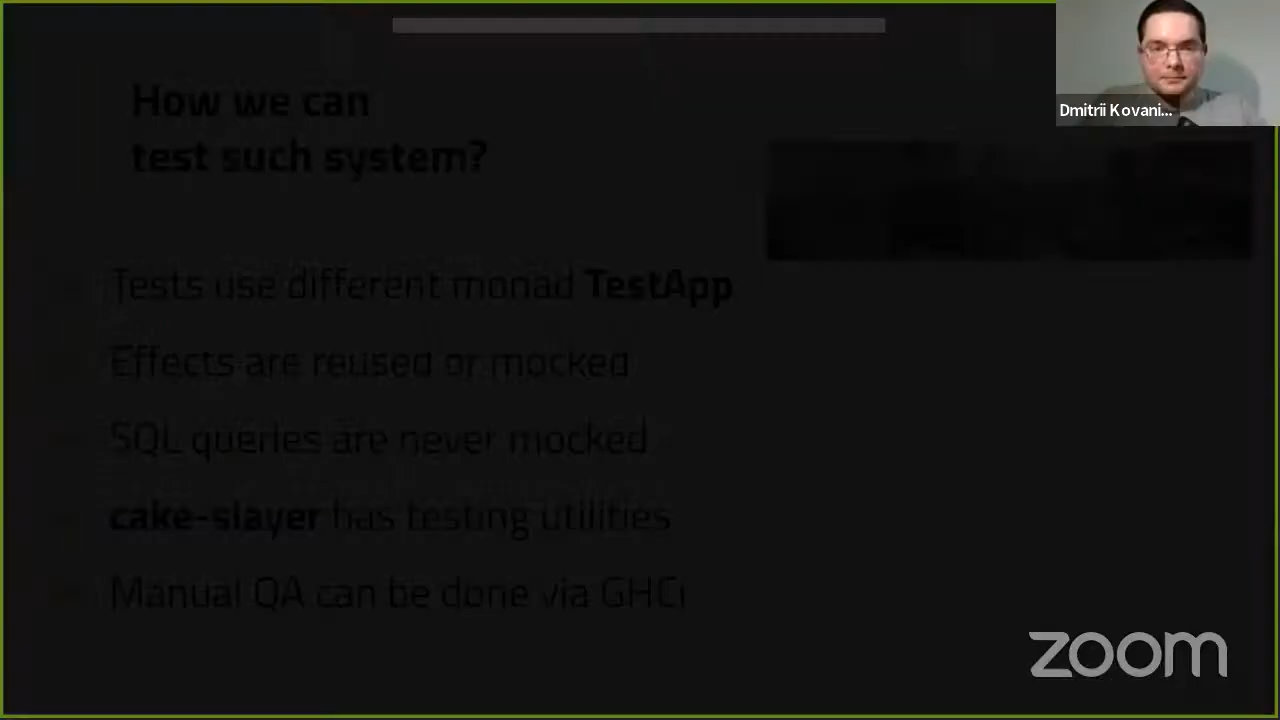 Dmitrii Kovani...
How we can
test such system?
Tests use different monad TestApp
Effects are reused or mocked
SQL queries are never mocked
cake-slayer has testing utilities
Manual QA can be done via GHCi
zoom